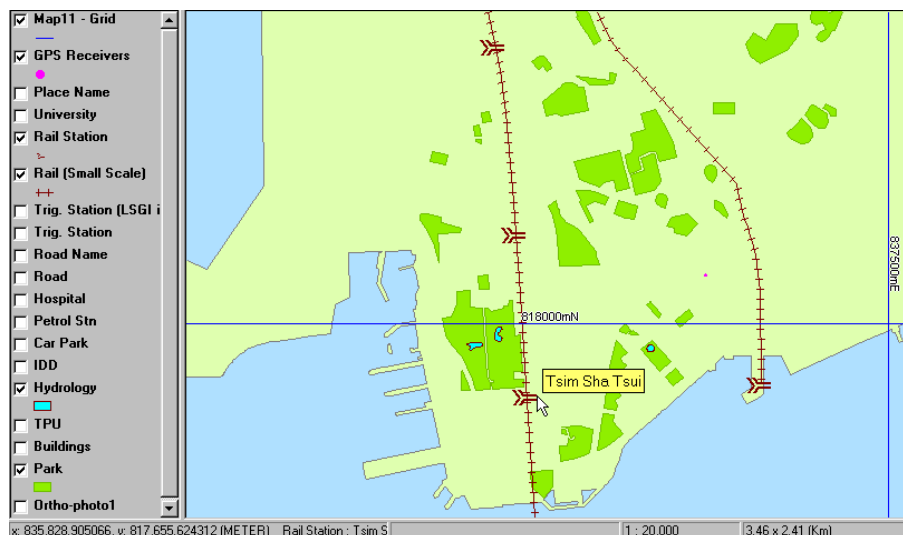 Map11 - Grid
GPS Receivers
Place Name
University
Rail Station
Rail (Small Scale)
Trig. Station (LSGI i
Trig. Station
Road Name
Road
Hospital
Petrol Stn
Car Park
IDD
Hydrology
TPU
Buildings
Park
Ortho-photo1
837500mE
818000mN
Tsim Sha Tsui
x: 835,828.905066, y: 817,655.624312 (METER) Rail Station : Tsim S
1 : 20,000
3.46 x 2.41 (Km)